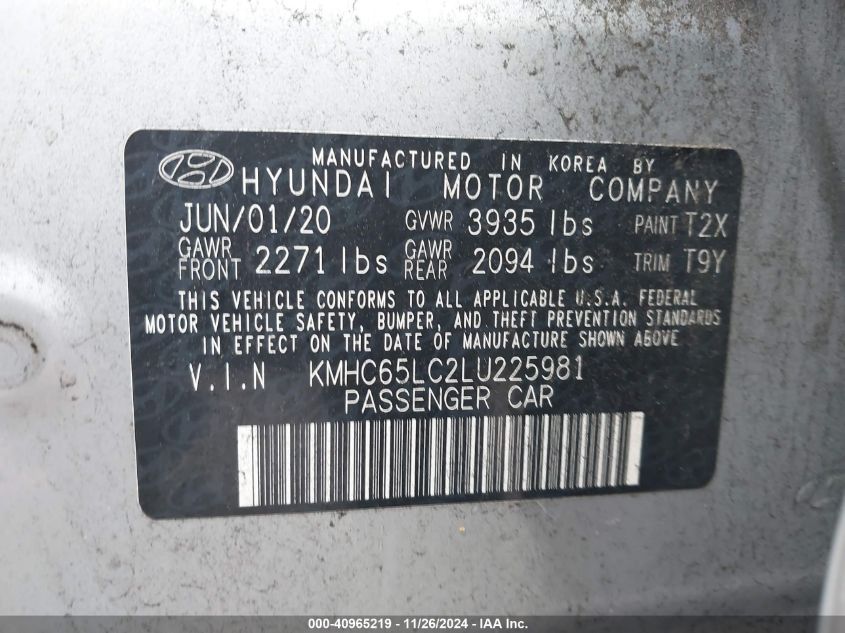 MANUFACTURED IN KOREA BY
HYUNDAI MOTOR COMPANY
JUN/01/20 GVWR 3935 lbs PAINT T2X
GAWR FRONT 2271 lbs GAWR REAR 2094 lbs TRIM T9Y
THIS VEHICLE CONFORMS TO ALL APPLICABLE U.S.A. FEDERAL
MOTOR VEHICLE SAFETY, BUMPER, AND THEFT PREVENTION STANDARDS
IN EFFECT ON THE DATE OF MANUFACTURE SHOWN ABOVE
V.I.N KMHC65LC2LU225981
PASSENGER CAR
000-40965219 - 11/26/2024 - IAAI.com